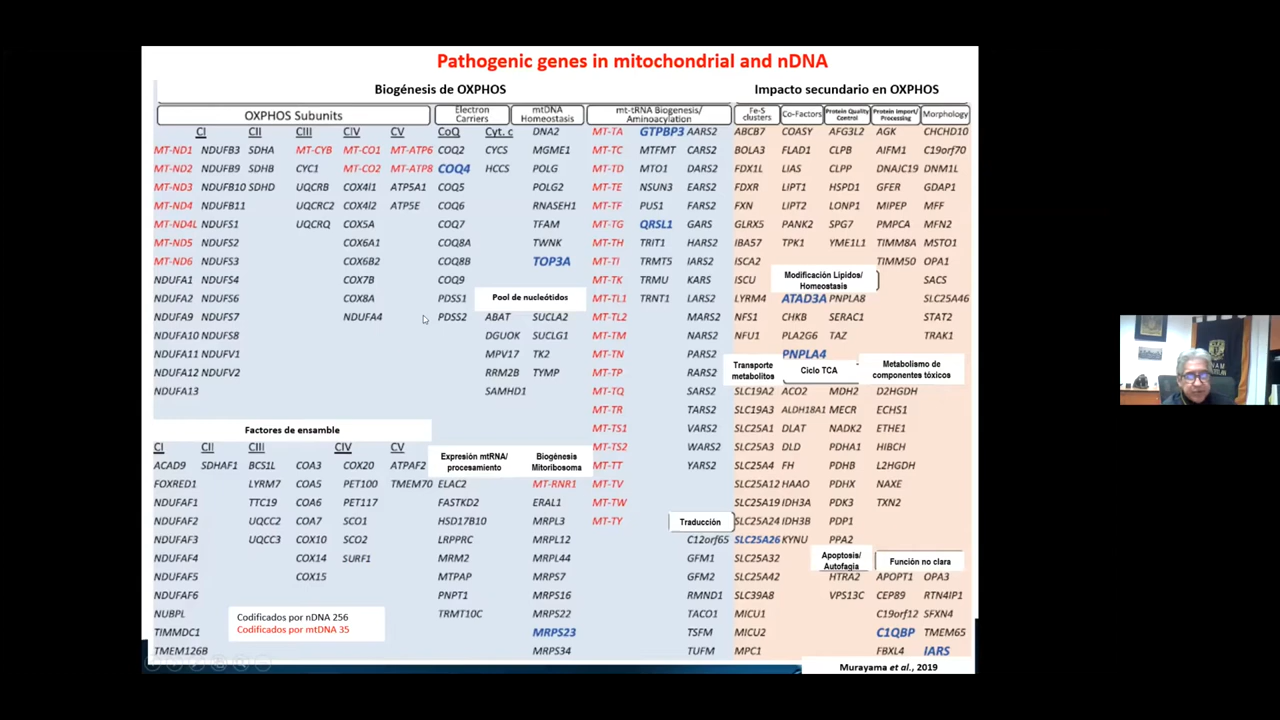 Pathogenic genes in mitochondrial and nDNA
Biogénesis de OXPHOS
Impacto secundario en OXPHOS
OXPHOS Subunits
Electron Carriers
mtDNA Homeostasis
mt-tRNA Biogenesis/ Aminoacylation
Fe-S clusters
Co-Factors
Protein Quality Control
Protein Import/ Processing
Morphology
CI CII CIII CIV CV CoQ Cyt. c DNA2 MT-TA GTPBP3 AARS2 ABCB7 COASY AFG3L2 AGK CHCHD10
MT-ND1 NDUFB3 SDHA MT-CYB MT-CO1 MT-ATP6 COQ2 CYCS MGME1 MT-TC MTFMT CARS2 BOLA3 FLAD1 CLPB AIFM1 C19orf70
MT-ND2 NDUFB9 SDHB CYC1 MT-CO2 MT-ATP8 COQ4 HCCS POLG MT-TD MTO1 DARS2 FDX1L LIAS CLPP DNAJC19 DNM1L
MT-ND3 NDUFB10 SDHD UQCRB COX4I1 ATP5A1 COQ5 POLG2 MT-TE NSUN3 EARS2 FDXR LIPT1 HSPD1 GFER GDAP1
MT-ND4 NDUFB11 UQCRC2 COX4I2 ATP5E COQ6 RNASEH1 MT-TF PUS1 FARS2 FXN LIPT2 LONP1 MIPEP MFF
MT-ND4L NDUFS1 UQCRQ COX5A COQ7 TFAM MT-TG QRSL1 GARS GLRX5 PANK2 SPG7 PMPCA MFN2
MT-ND5 NDUFS2 COX6A1 COQ8A TWNK MT-TH TRIT1 HARS2 IBA57 TPK1 YME1L1 TIMM8A MSTO1
MT-ND6 NDUFS3 COX6B2 COQ8B TOP3A MT-TI TRMT5 IARS2 ISCA2 TIMM50 OPA1
NDUFA1 NDUFS4 COX7B COQ9 MT-TK TRMU KARS ISCU Modificación Lípidos/ Homeostasis SACS
NDUFA2 NDUFS6 COX8A PDSS1 Pool de nucleótidos MT-TL1 TRNT1 LARS2 LYRM4 ATAD3A PNPLA8 SLC25A46
NDUFA9 NDUFS7 NDUFA4 PDSS2 ABAT SUCLA2 MT-TL2 MARS2 NFS1 CHKB SERAC1 STAT2
NDUFA10 NDUFS8 DGUOK SUCLG1 MT-TM NARS2 NFU1 PLA2G6 TAZ TRAK1
NDUFA11 NDUFV1 MPV17 TK2 MT-TN PARS2 PNPLA4
NDUFA12 NDUFV2 RRM2B TYMP MT-TP RARS2 Transporte metabolitos Ciclo TCA Metabolismo de componentes tóxicos
NDUFA13 SAMHD1 MT-TQ SARS2 SLC19A2 ACO2 MDH2 D2HGDH
MT-TR TARS2 SLC19A3 ALDH18A1 MECR ECHS1
Factores de ensamble MT-TS1 VARS2 SLC25A1 DLAT NADK2 ETHE1
CI CII CIII CIV CV MT-TS2 WARS2 SLC25A3 DLD PDHA1 HIBCH
ACAD9 SDHAF1 BCS1L COA3 COX20 ATPAF2 Expresión mtRNA/ procesamiento Biogénesis Mitoribosoma MT-TT YARS2 SLC25A4 FH PDHB L2HGDH
FOXRED1 LYRM7 COA5 PET100 TMEM70 ELAC2 MT-RNR1 MT-TV SLC25A12 HAAO PDHX NAXE
NDUFAF1 TTC19 COA6 PET117 FASTKD2 ERAL1 MT-TW SLC25A19 IDH3A PDK3 TXN2
NDUFAF2 UQCC2 COA7 SCO1 HSD17B10 MRPL3 MT-TY Traducción SLC25A24 IDH3B PDP1
NDUFAF3 UQCC3 COX10 SCO2 LRPPRC MRPL12 C12orf65 SLC25A26 KYNU PPA2
NDUFAF4 COX14 SURF1 MRM2 MRPL44 GFM1 SLC25A32 Apoptosis/ Autofagia Función no clara
NDUFAF5 COX15 MTPAP MRPS7 GFM2 SLC25A42 HTRA2 APOPT1 OPA3
NDUFAF6 PNPT1 MRPS16 RMND1 SLC39A8 VPS13C CEP89 RTN4IP1
NUBPL Codificados por nDNA 256 TRMT10C MRPS22 TACO1 MICU1 C19orf12 SFXN4
TIMMDC1 Codificados por mtDNA 35 MRPS23 TSFM MICU2 C1QBP TMEM65
TMEM126B MRPS34 TUFM MPC1 FBXL4 IARS
Murayama et al., 2019